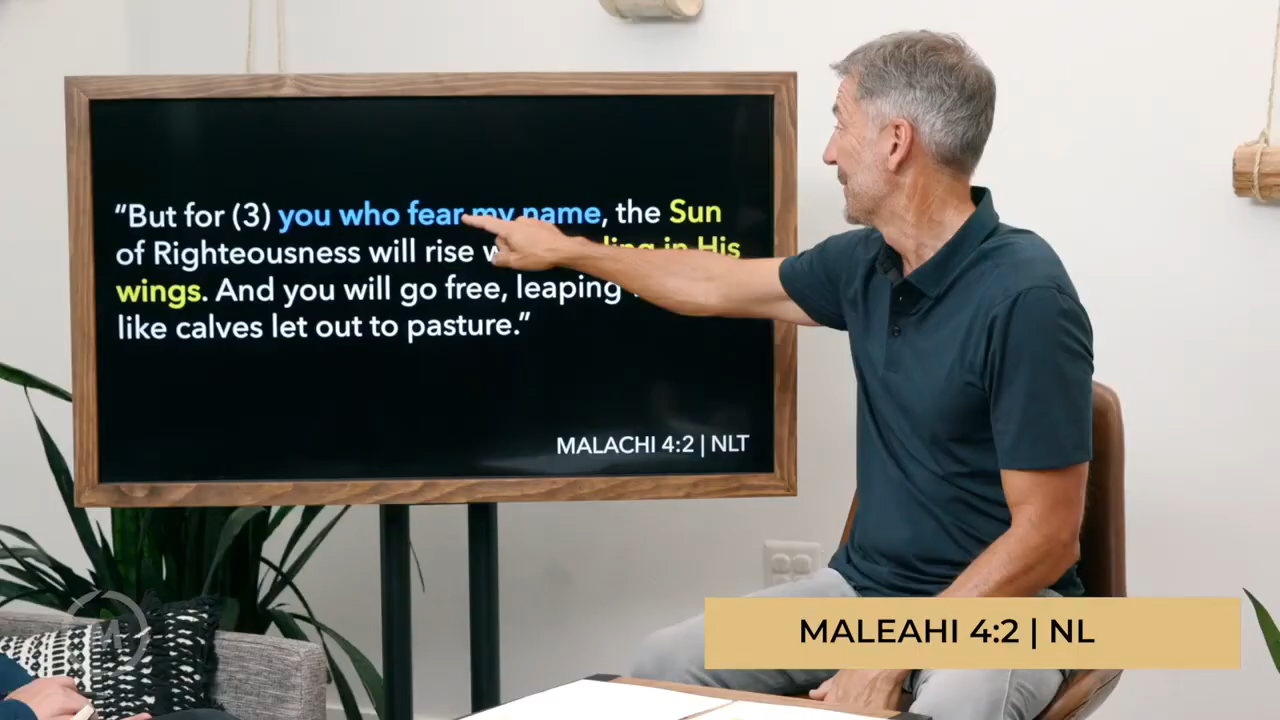 “But for (3) you who fear my name, the Sun
of Righteousness will rise in His
wings. And you will go free, leaping
like calves let out to pasture.”
MALACHI 4:2 | NLT
MALEAHI 4:2 | NL
M